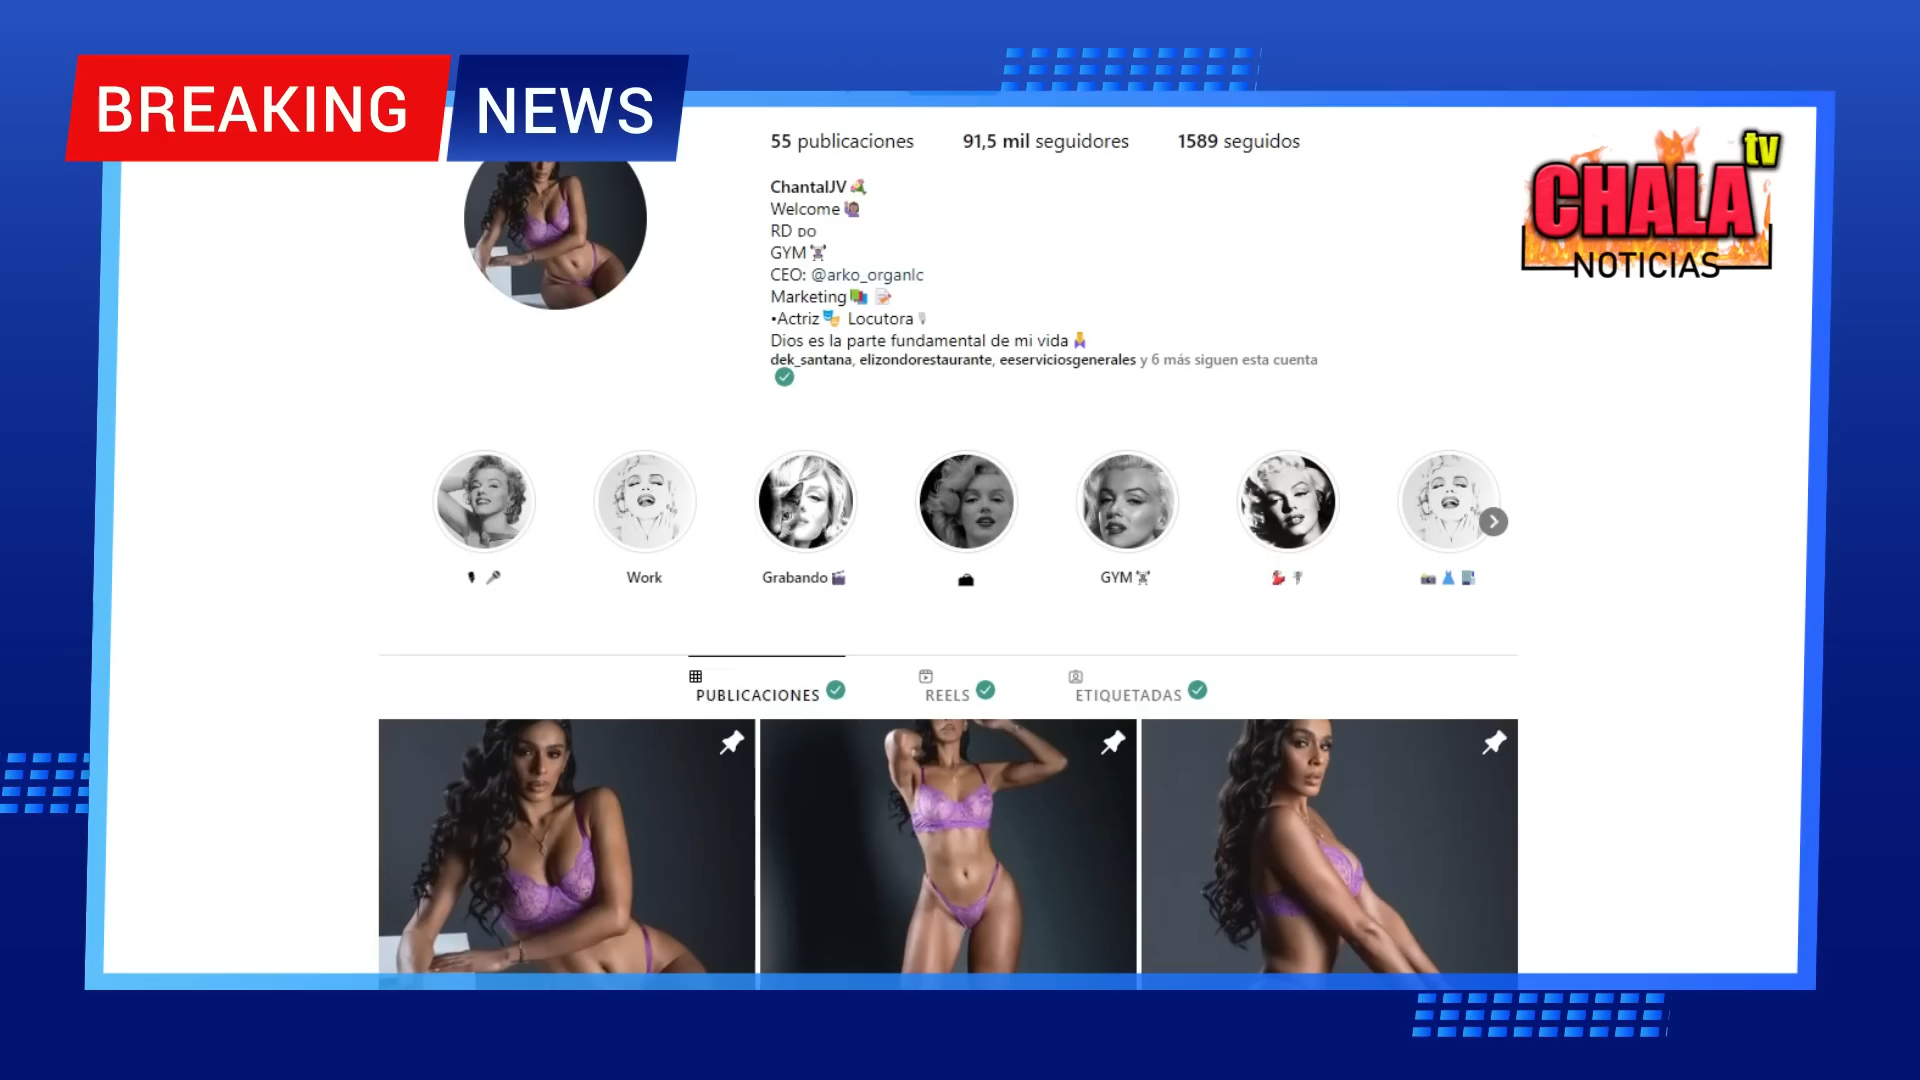 BREAKING NEWS
55 publicaciones 91,5 mil seguidores 1589 seguidos
CHALA tv
NOTICIAS
ChantalJV
Welcome
RD DO
GYM
CEO: @arko_organlc
Marketing
•Actriz Locutora
Dios es la parte fundamental de mi vida
dek_santana, elizondorestaurante, eeserviciosgenerales y 6 más siguen esta cuenta
Work
Grabando
GYM
PUBLICACIONES
REELS
ETIQUETADAS